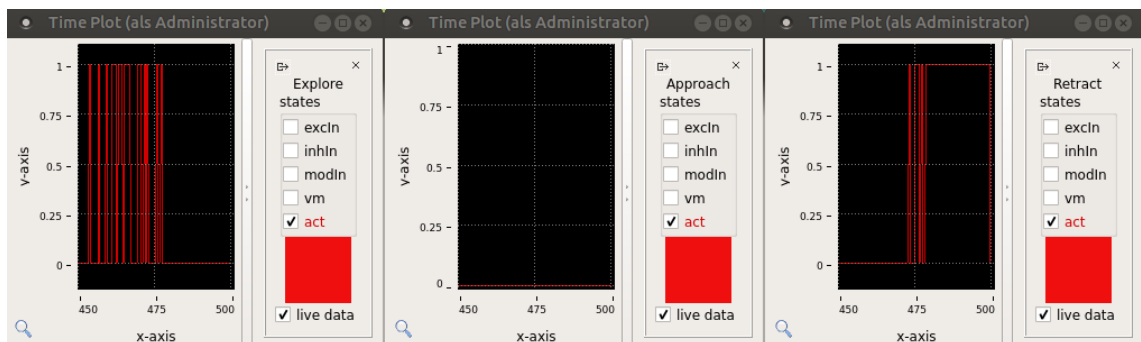 Time Plot (als Administrator)
1
0.75
0.5
0.25
0
y-axis
450
475
500
x-axis
Explore
states
excIn
inhIn
modIn
vm
act
live data
Time Plot (als Administrator)
1
0.75
0.5
0.25
0
y-axis
450
475
500
x-axis
Approach
states
excIn
inhIn
modIn
vm
act
live data
Time Plot (als Administrator)
1
0.75
0.5
0.25
0
y-axis
450
475
500
x-axis
Retract
states
excIn
inhIn
modIn
vm
act
live data